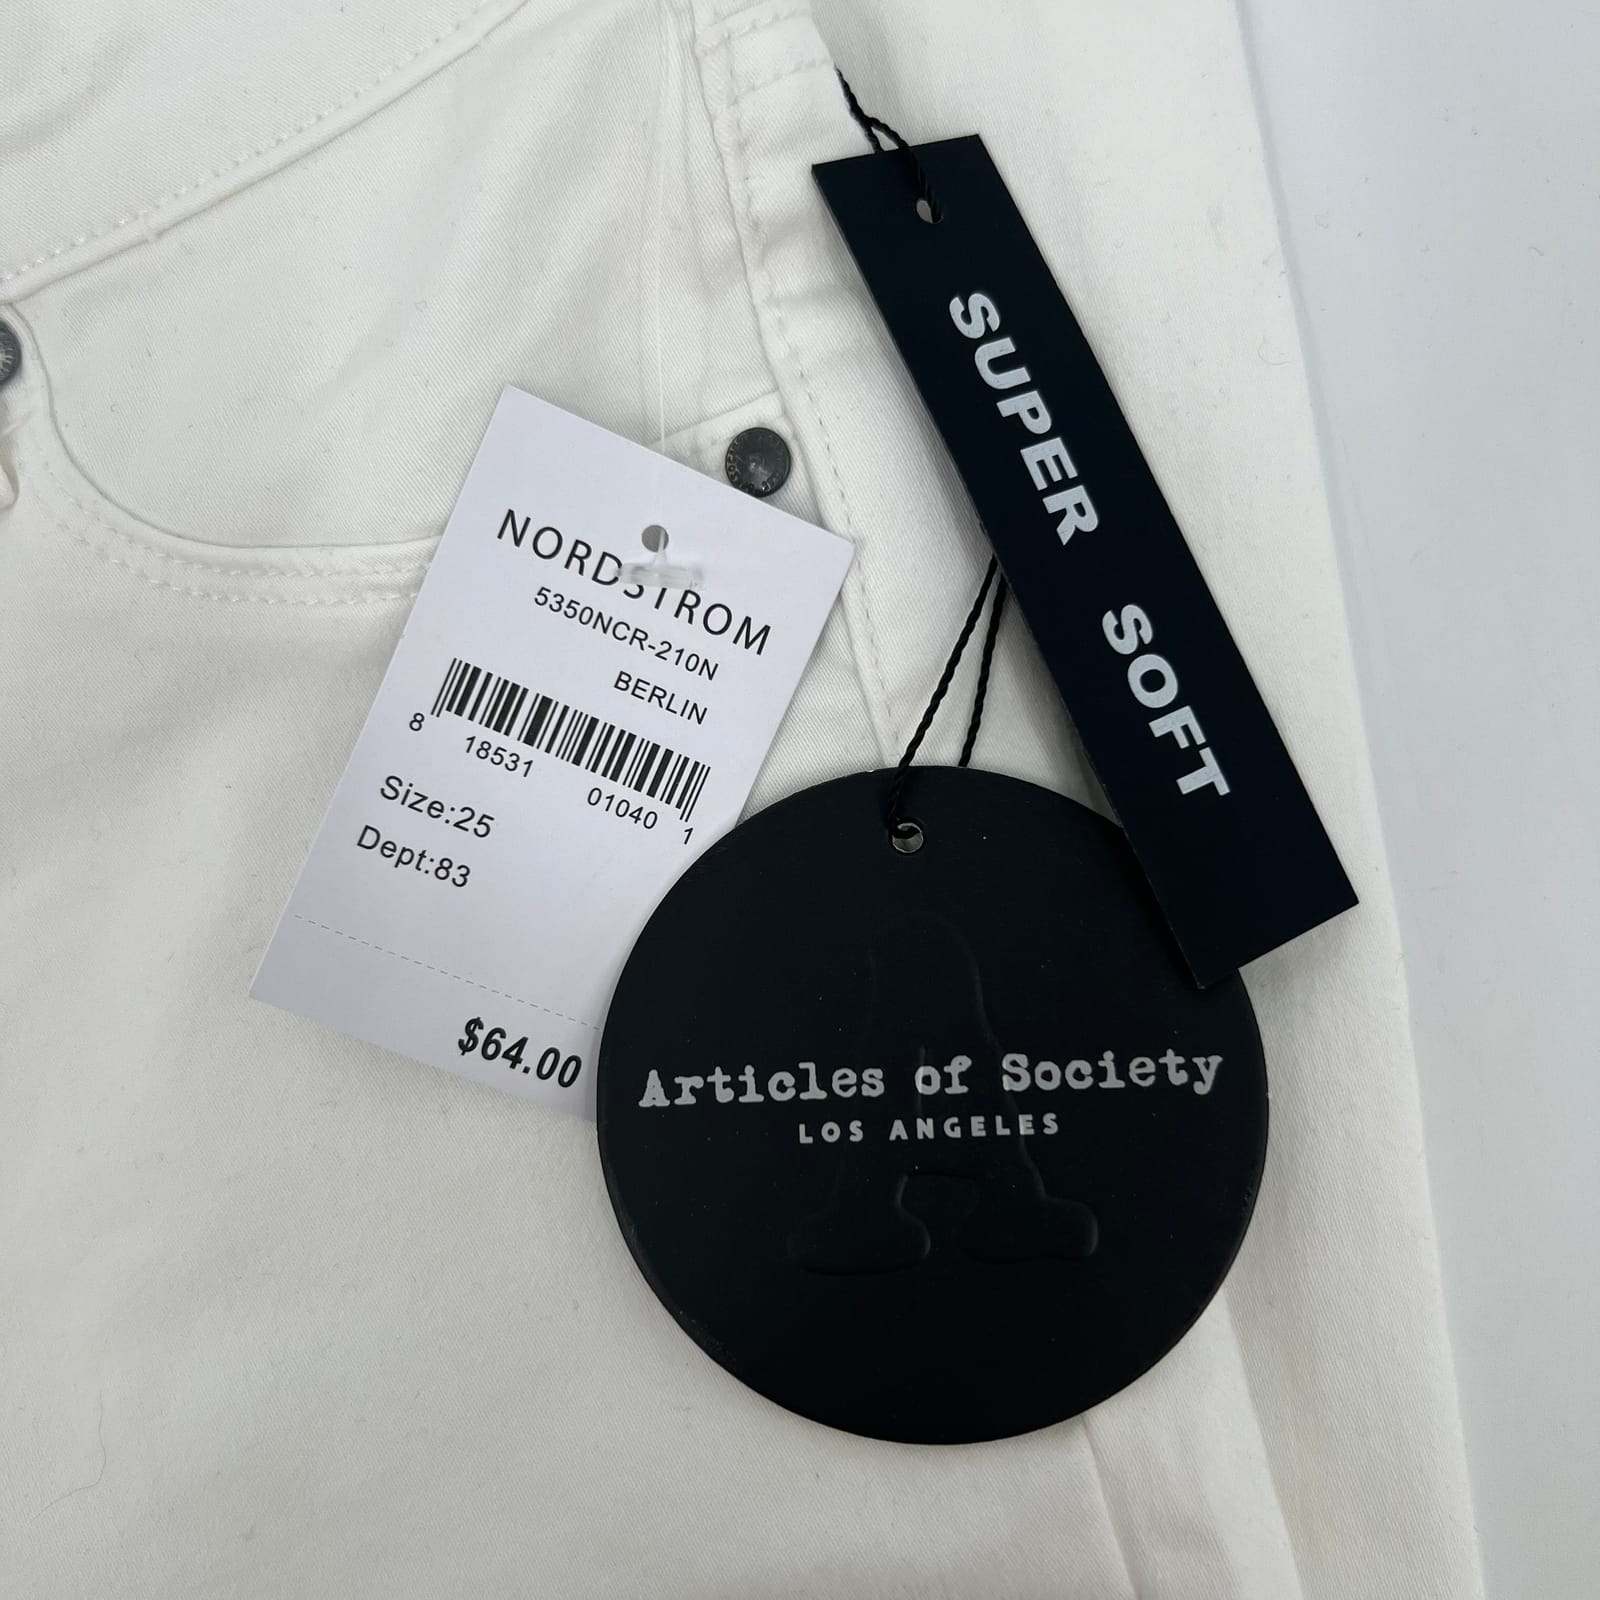 NORDSTROM
5350NCR-210N
BERLIN
8 18531 01040 1
Size:25
Dept:83
$64.00
SUPER SOFT
Articles of Society
LOS ANGELES